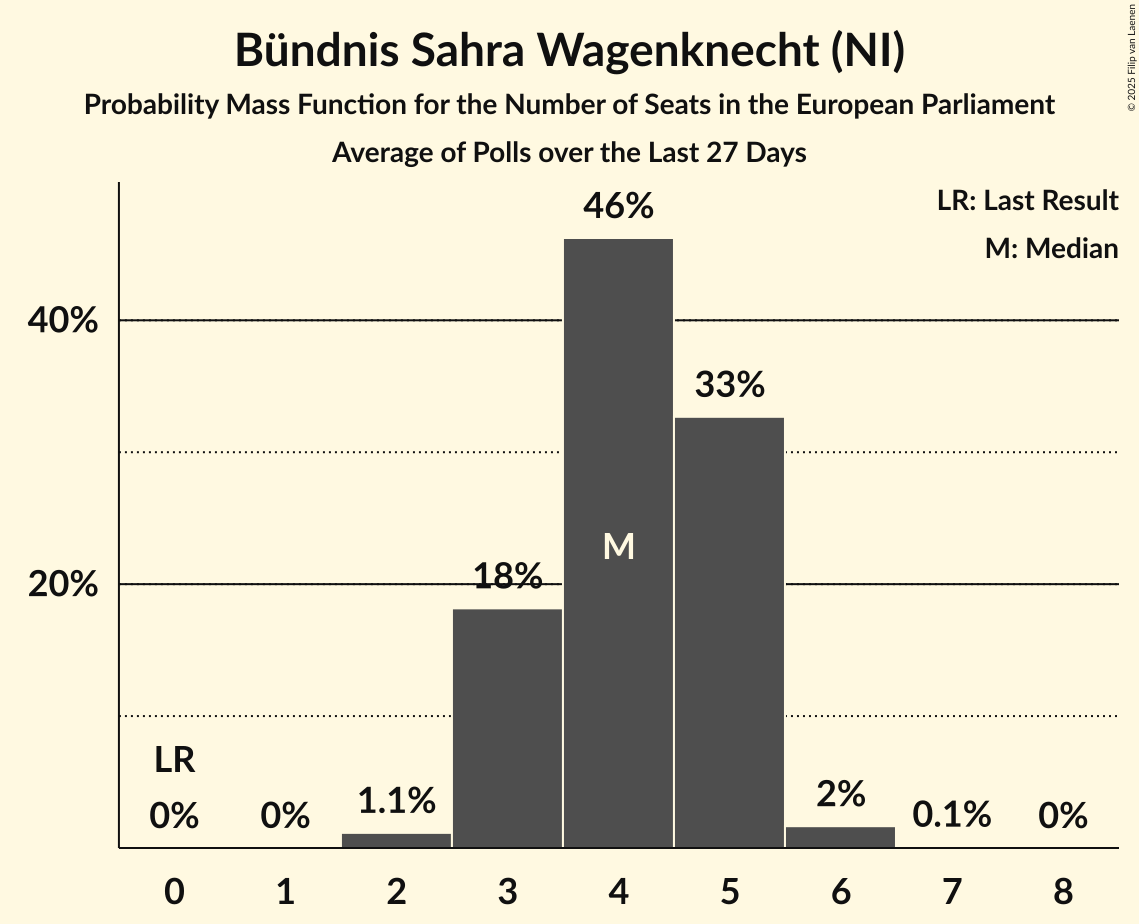 Bündnis Sahra Wagenknecht (NI)
Probability Mass Function for the Number of Seats in the European Parliament
Average of Polls over the Last 27 Days
© 2025 Filip van Laenen
LR: Last Result
M: Median
46%
40%
33%
M
18%
20%
LR
0%
0%
1.1%
2%
0.1%
0%
0
1
2
3
4
5
6
7
8